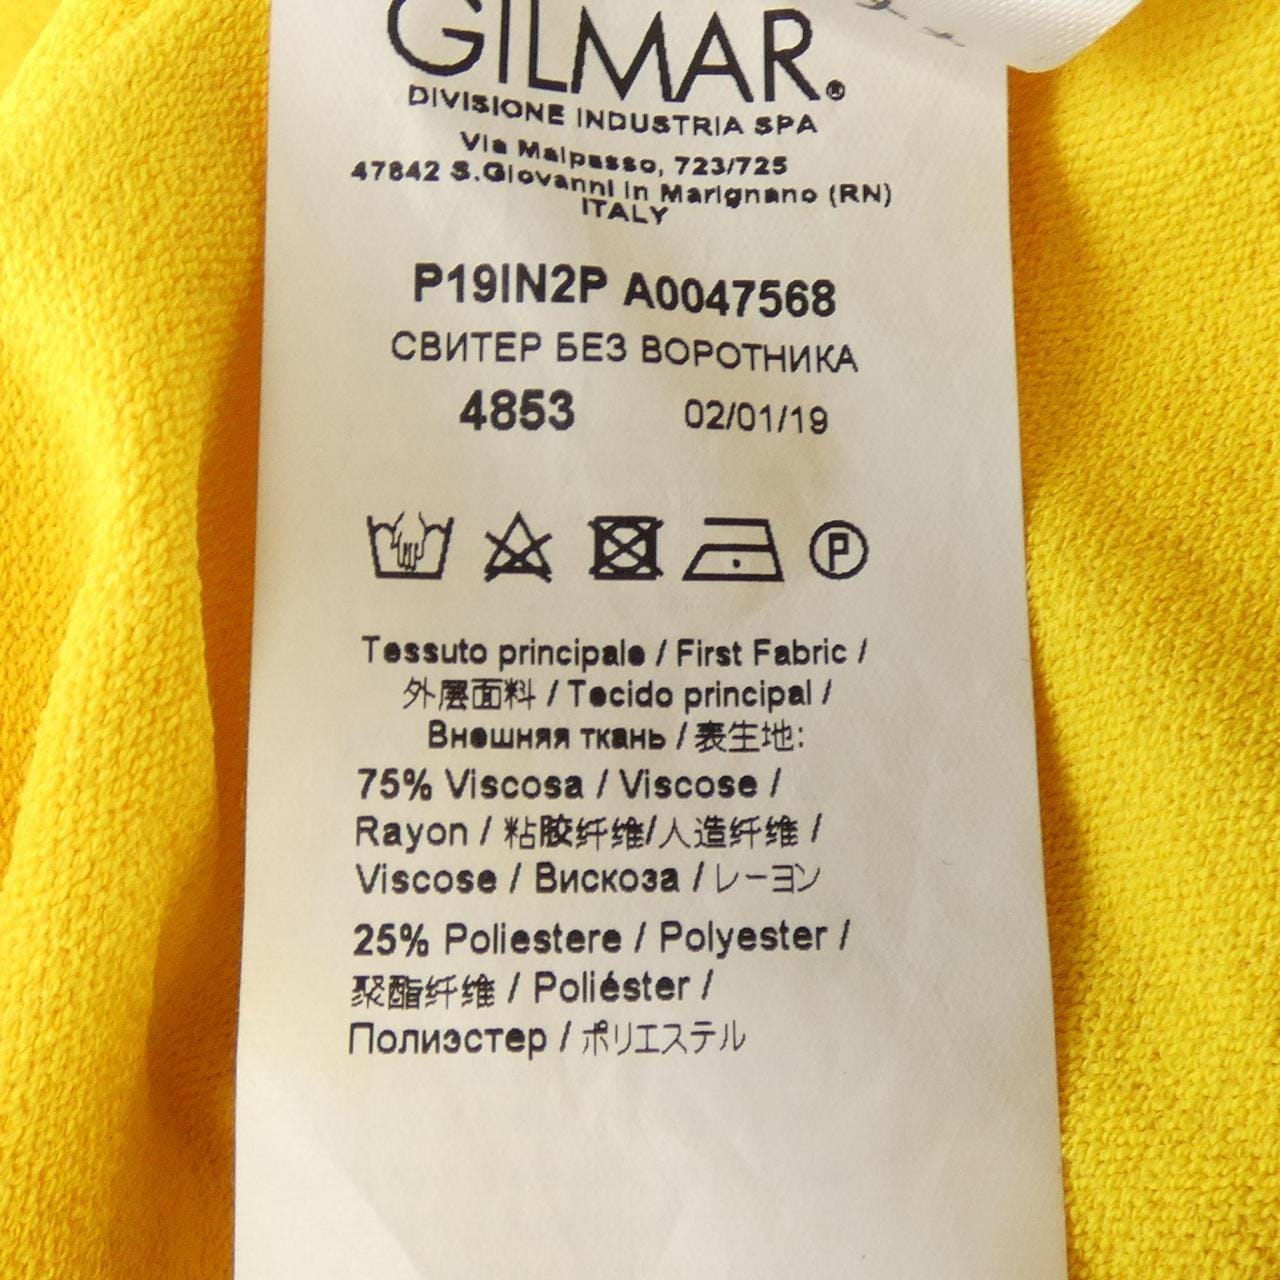 GILMAR®
DIVISIONE INDUSTRIA SPA
Via Malpasso, 723/725
47842 S.Giovanni in Marignano (RN)
ITALY
P19IN2P A0047568
СВИТЕР БЕЗ ВОРОТНИКА
4853 02/01/19
P
Tessuto principale / First Fabric /
外层面料 / Tecido principal /
Внешняя ткань / 表生地:
75% Viscosa / Viscose /
Rayon / 粘胶纤维/人造纤维 /
Viscose / Вискоза / レーヨン
25% Poliestere / Polyester /
聚酯纤维 / Poliéster /
Полиэстер / ポリエステル